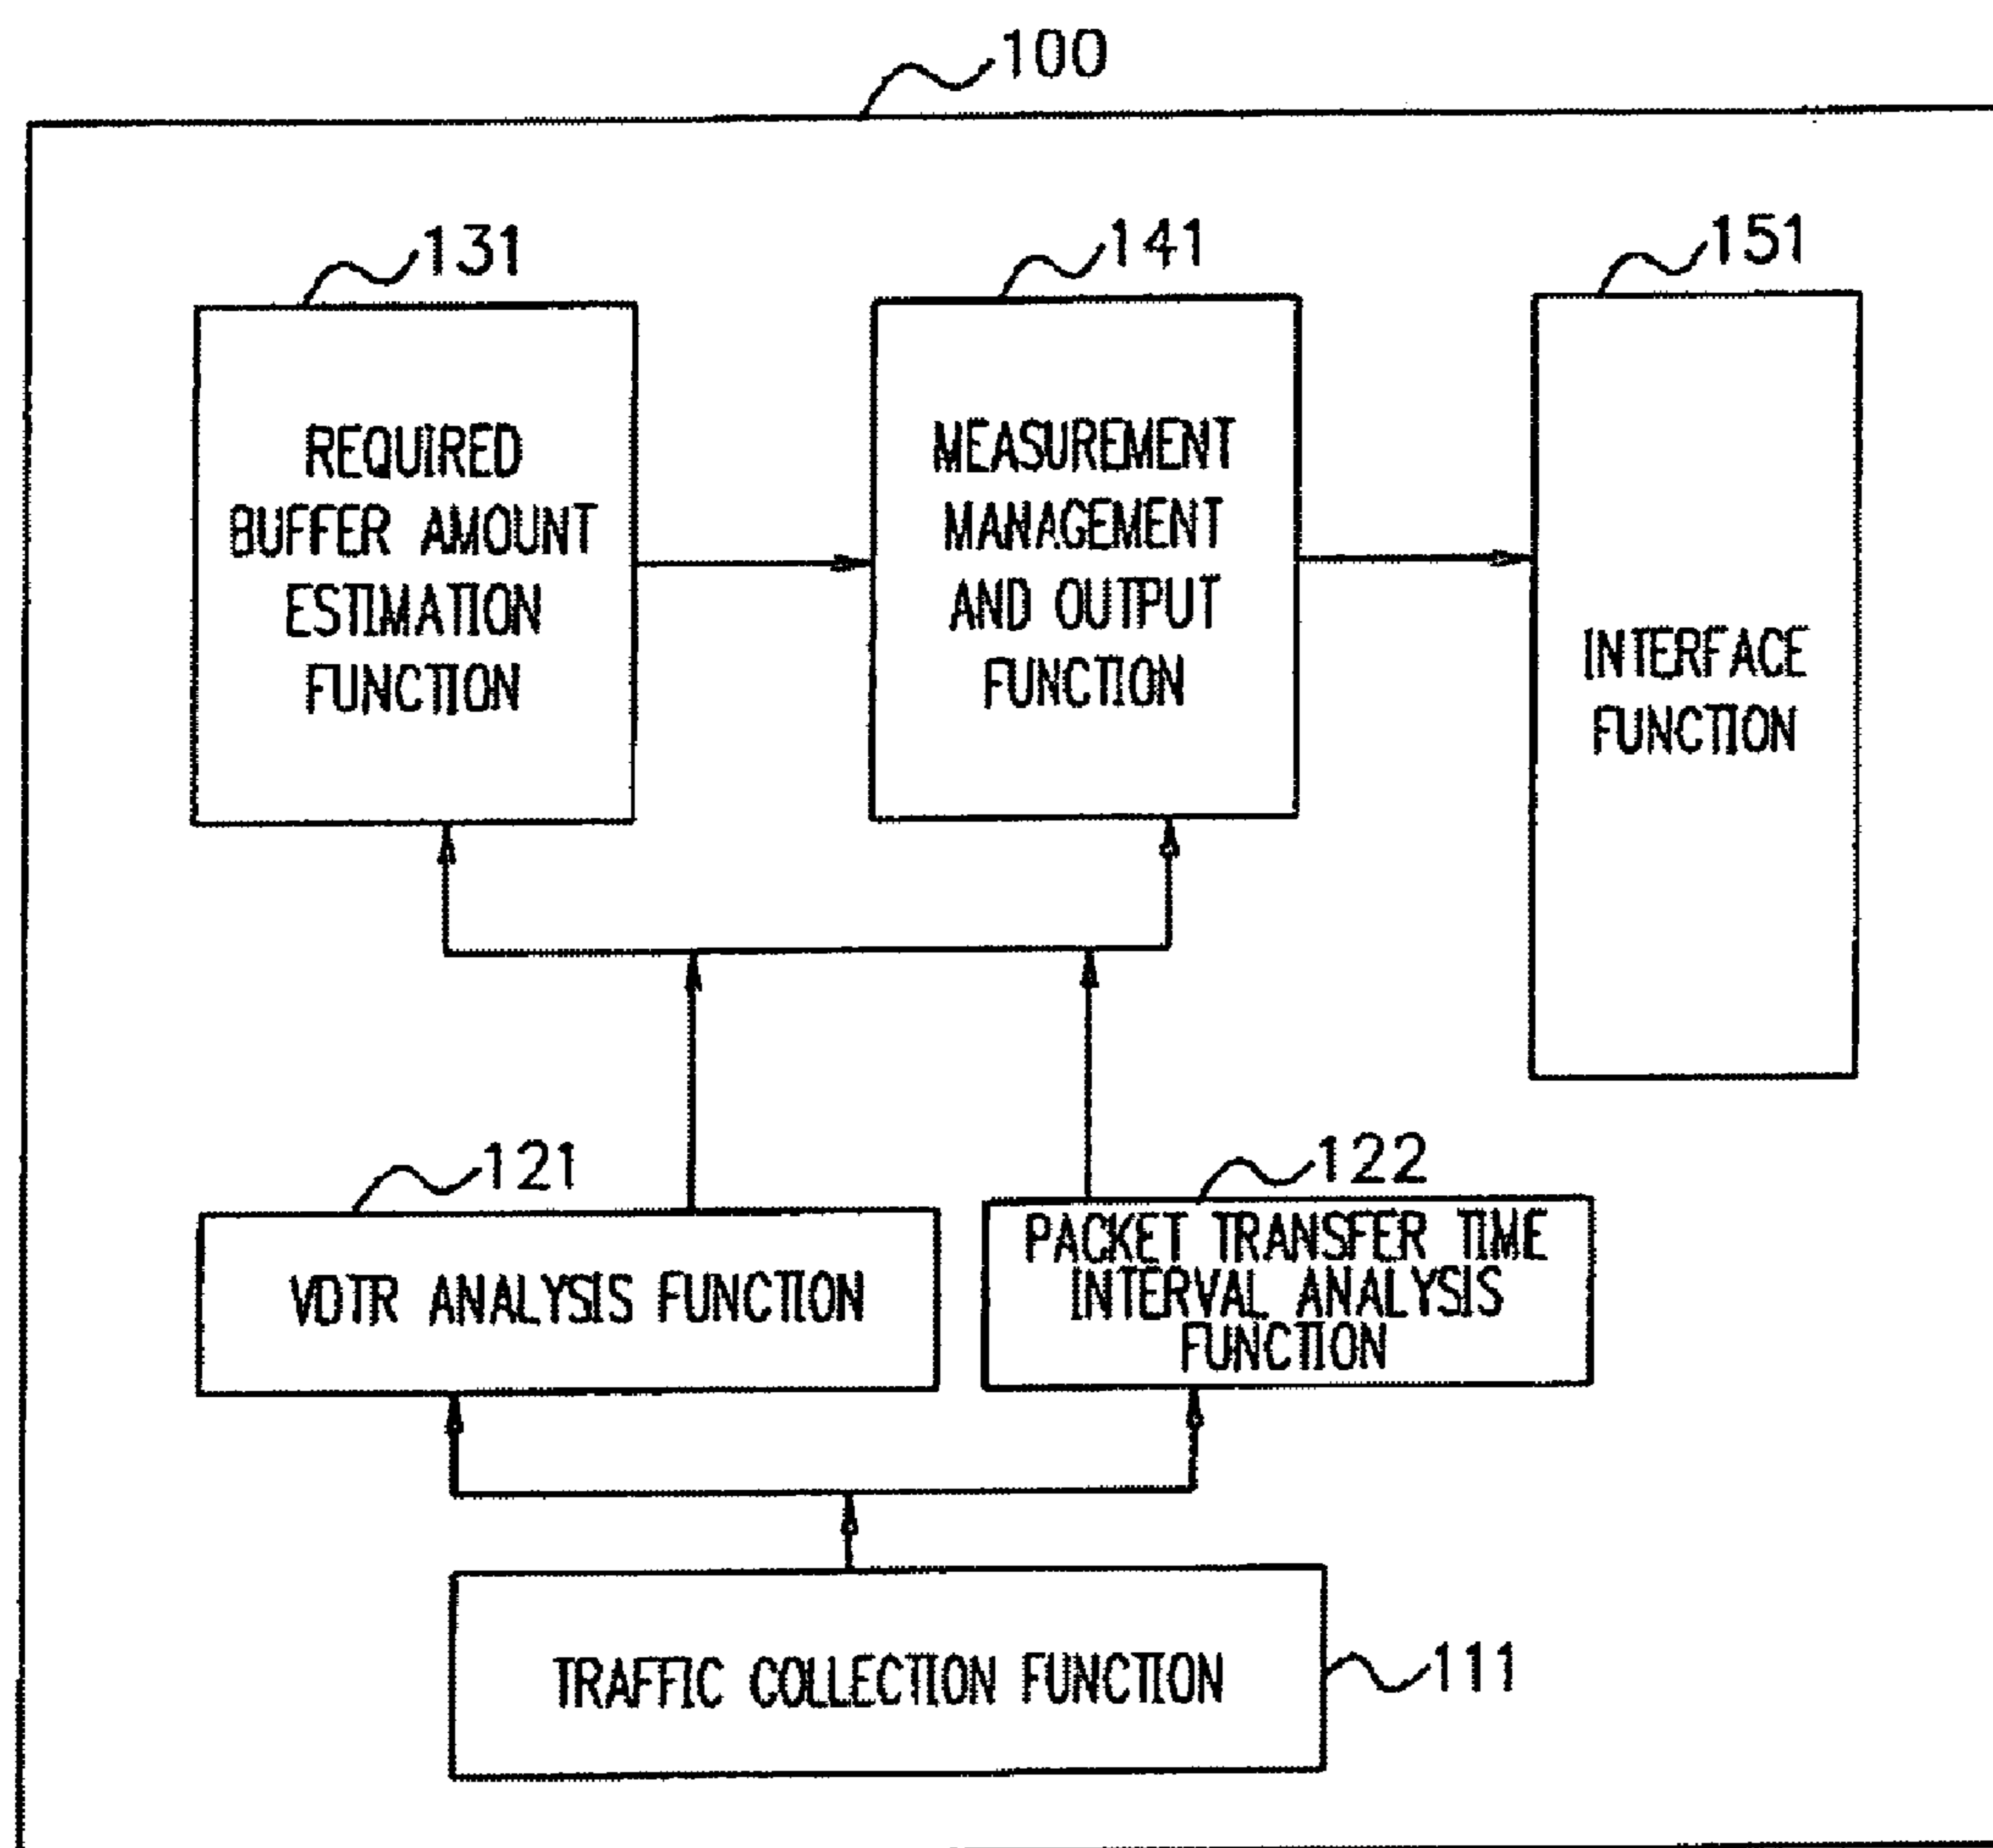 100
131
REQUIRED
BUFFER AMOUNT
ESTIMATION
FUNCTION
141
MEASUREMENT
MANAGEMENT
AND OUTPUT
FUNCTION
151
INTERFACE
FUNCTION
121
VDTR ANALYSIS FUNCTION
122
PACKET TRANSFER TIME
INTERVAL ANALYSIS
FUNCTION
TRAFFIC COLLECTION FUNCTION
111